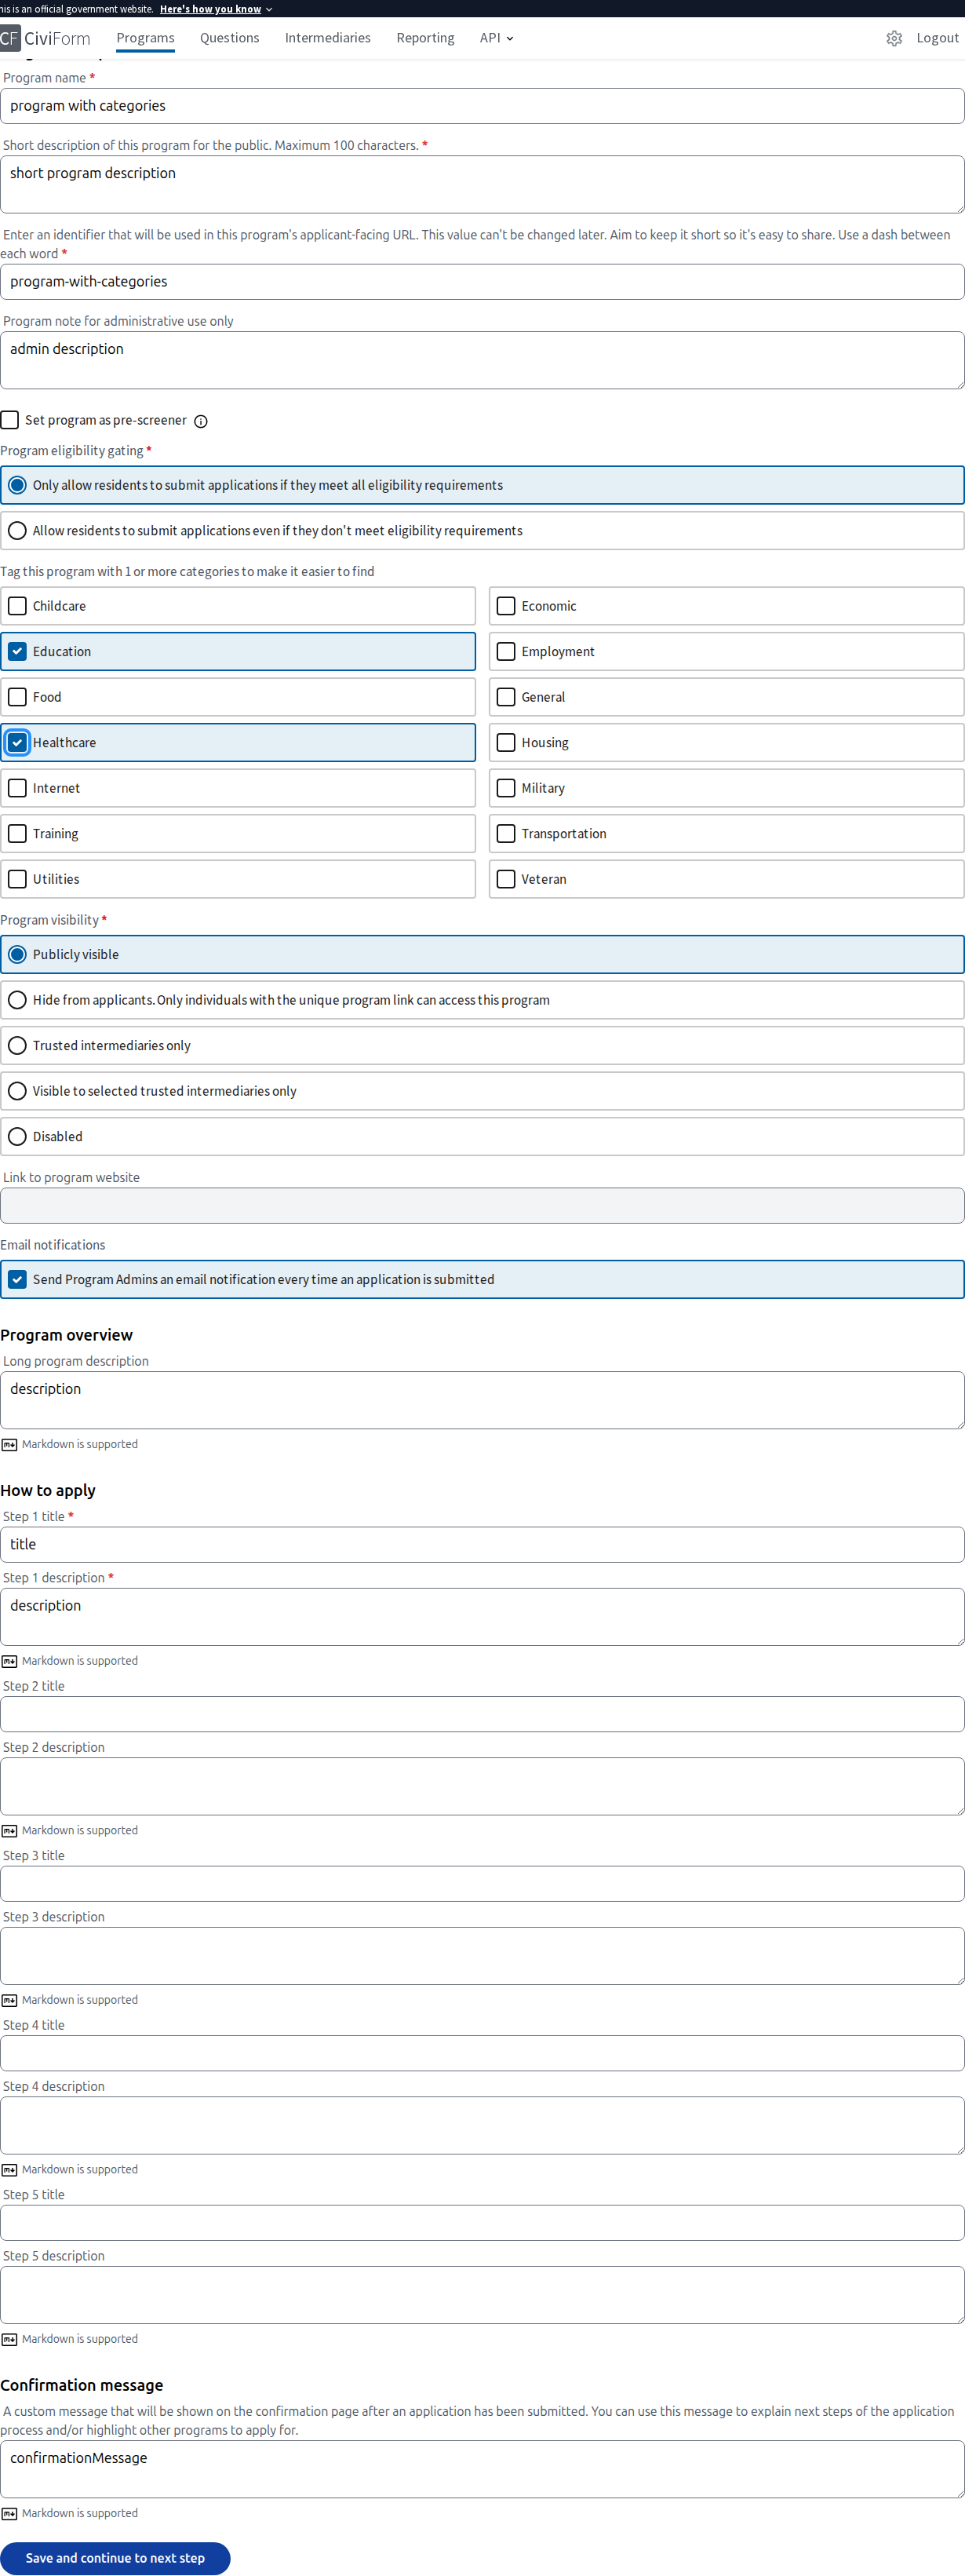 his is an official government website. Here's how you know
CF CiviForm Programs Questions Intermediaries Reporting API Logout
Program name *
program with categories
Short description of this program for the public. Maximum 100 characters. *
short program description
Enter an identifier that will be used in this program's applicant-facing URL. This value can't be changed later. Aim to keep it short so it's easy to share. Use a dash between
each word *
program-with-categories
Program note for administrative use only
admin description
Set program as pre-screener
Program eligibility gating *
Only allow residents to submit applications if they meet all eligibility requirements
Allow residents to submit applications even if they don't meet eligibility requirements
Tag this program with 1 or more categories to make it easier to find
Childcare Economic
Education Employment
Food General
Healthcare Housing
Internet Military
Training Transportation
Utilities Veteran
Program visibility *
Publicly visible
Hide from applicants. Only individuals with the unique program link can access this program
Trusted intermediaries only
Visible to selected trusted intermediaries only
Disabled
Link to program website
Email notifications
Send Program Admins an email notification every time an application is submitted
Program overview
Long program description
description
Markdown is supported
How to apply
Step 1 title *
title
Step 1 description *
description
Markdown is supported
Step 2 title
Step 2 description
Markdown is supported
Step 3 title
Step 3 description
Markdown is supported
Step 4 title
Step 4 description
Markdown is supported
Step 5 title
Step 5 description
Markdown is supported
Confirmation message
A custom message that will be shown on the confirmation page after an application has been submitted. You can use this message to explain next steps of the application
process and/or highlight other programs to apply for.
confirmationMessage
Markdown is supported
Save and continue to next step